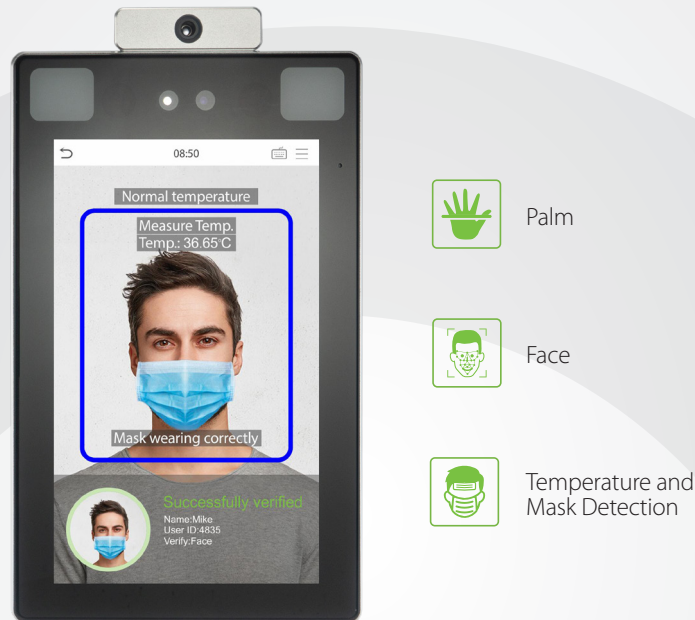 08:50
Normal temperature
Measure Temp.
Temp.: 36.65°C
Mask wearing correctly
Successfully verified
Name:Mike
User ID:4835
Verify:Face
Palm
Face
Temperature and
Mask Detection